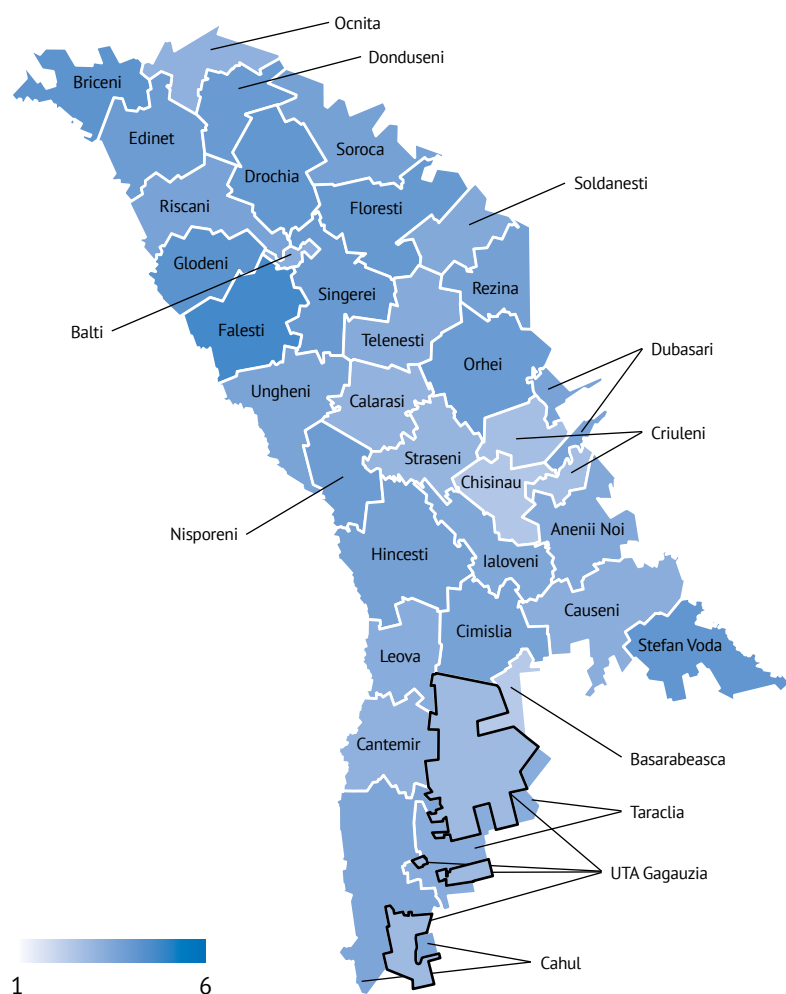 Ocnita
Donduseni
Briceni
Edinet
Soroca
Drochia
Soldanesti
Riscani
Floresti
Glodeni
Rezina
Singerei
Balti
Falesti
Telenesti
Dubasari
Orhei
Ungheni
Calarasi
Criuleni
Straseni
Chisinau
Nisporeni
Anenii Noi
Hincesti
Ialoveni
Causeni
Cimislia
Stefan Voda
Leova
Cantemir
Basarabeasca
Taraclia
UTA Gagauzia
Cahul
1 6